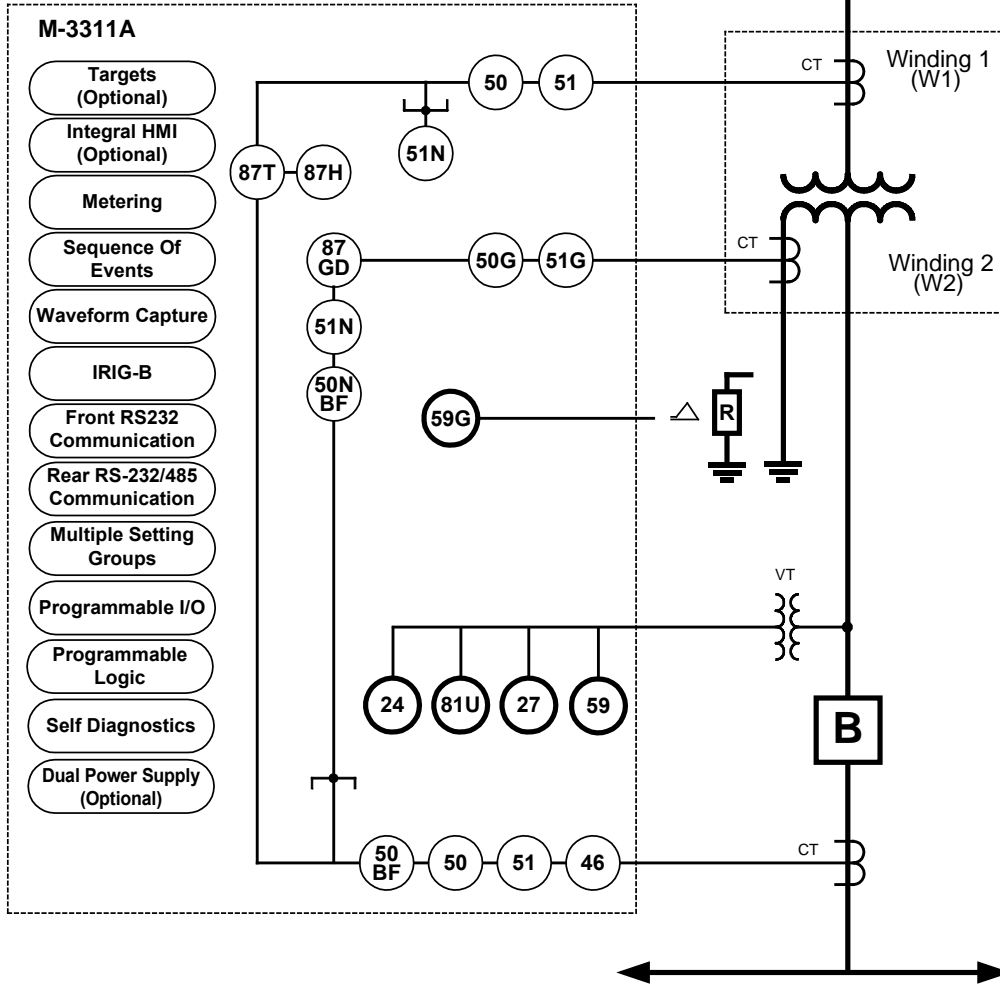 M-3311A
Targets
(Optional)
Integral HMI
(Optional)
Metering
Sequence Of
Events
Waveform Capture
IRIG-B
Front RS232
Communication
Rear RS-232/485
Communication
Multiple Setting
Groups
Programmable I/O
Programmable
Logic
Self Diagnostics
Dual Power Supply
(Optional)
50
51
CT
Winding 1
(W1)
51N
87T
87H
87
GD
50G
51G
CT
Winding 2
(W2)
51N
50N
BF
59G
R
VT
24
81U
27
59
B
50
BF
50
51
46
CT